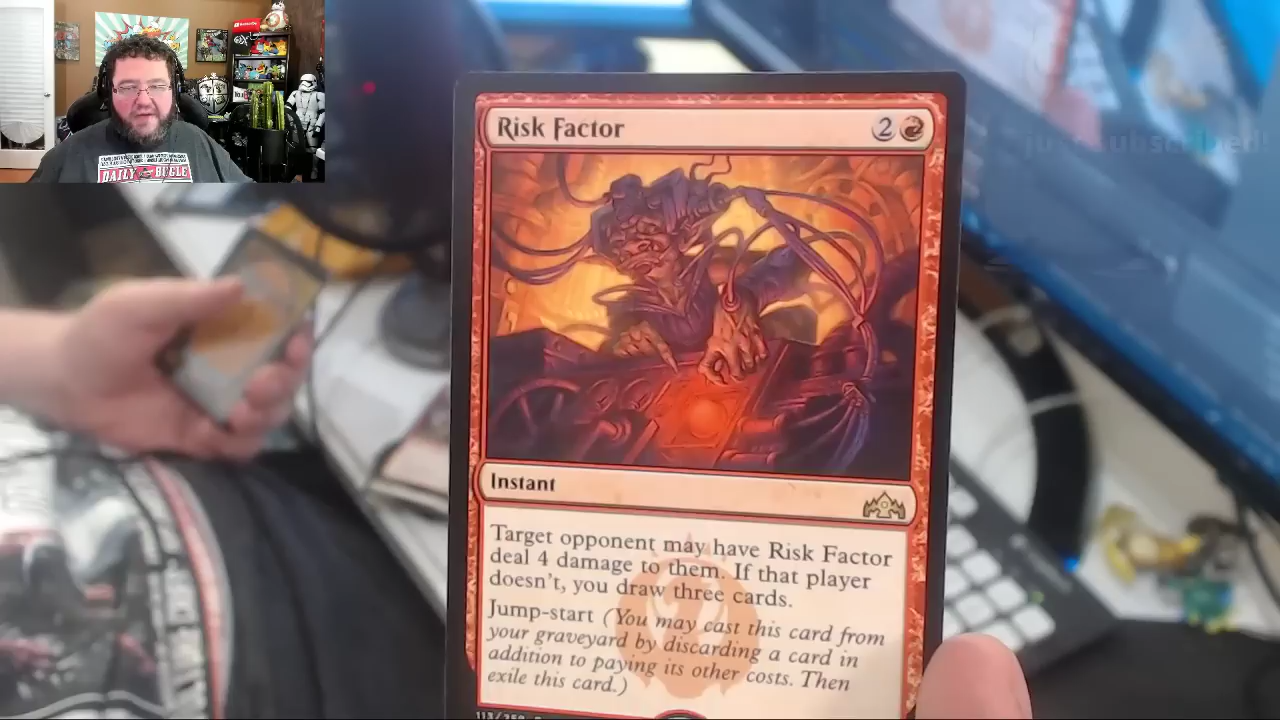 DAILY BUGLE
just subscribed!
Risk Factor
2
Instant
Target opponent may have Risk Factor
deal 4 damage to them. If that player
doesn't, you draw three cards.
Jump-start (You may cast this card from
your graveyard by discarding a card in
addition to paying its other costs. Then
exile this card.)